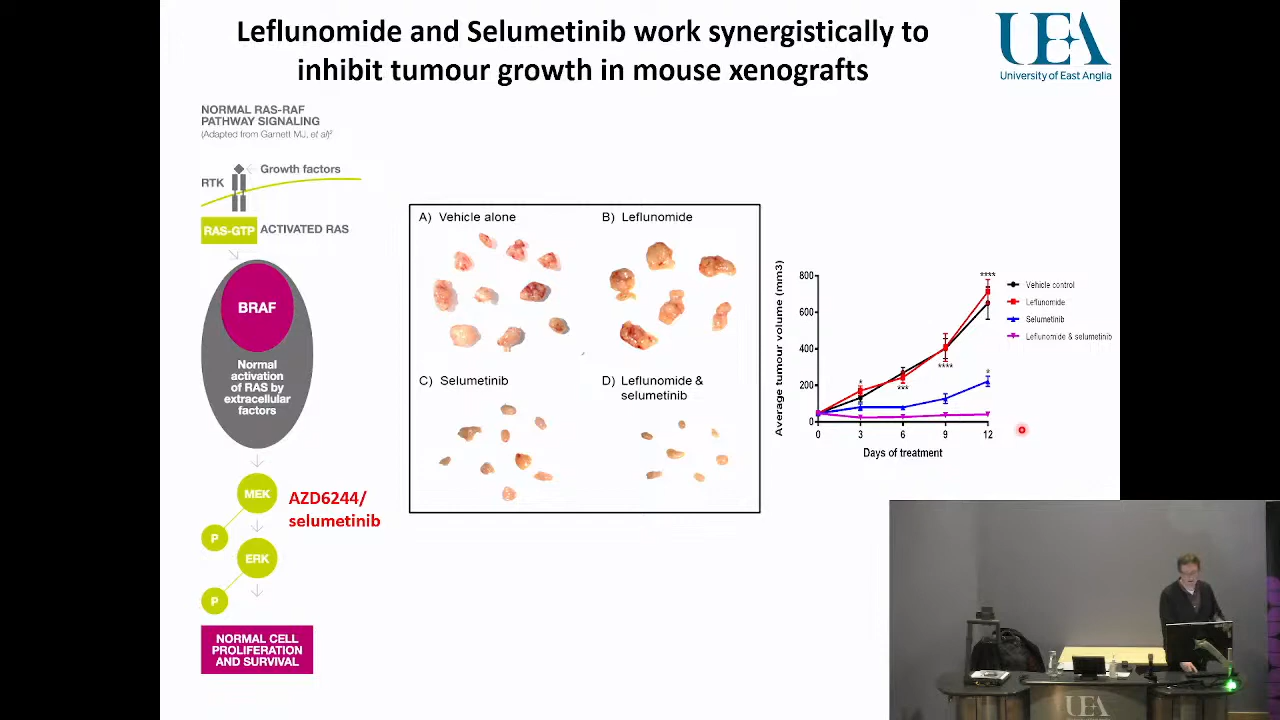 Leflunomide and Selumetinib work synergistically to
inhibit tumour growth in mouse xenografts
UEA
University of East Anglia
NORMAL RAS-RAF
PATHWAY SIGNALING
(Adapted from Garnett MJ, et al)²
Growth factors
RTK
RAS-GTP
ACTIVATED RAS
BRAF
Normal
activation
of RAS by
extracellular
factors
MEK
AZD6244/
selumetinib
P
ERK
P
NORMAL CELL
PROLIFERATION
AND SURVIVAL
A) Vehicle alone
B) Leflunomide
C) Selumetinib
D) Leflunomide &
selumetinib
Average tumour volume (mm3)
800
600
400
200
0
0
3
6
9
12
Days of treatment
*
***
****
****
*
Vehicle control
Leflunomide
Selumetinib
Leflunomide & selumetinib
UEA